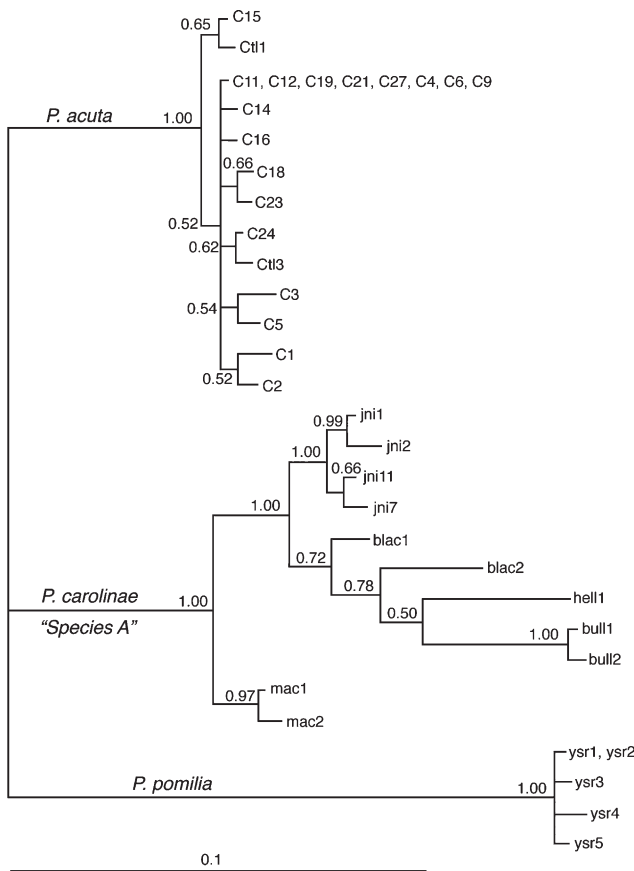 0.65 C15
Ctl1
C11, C12, C19, C21, C27, C4, C6, C9
P. acuta 1.00 C14
C16
0.66 C18
C23
0.52 C24
0.62
Ctl3
C3
0.54
C5
C1
0.52 C2
jni1
0.99
jni2
1.00 0.66 jni11
jni7
1.00
blac1
0.72
blac2
0.78
hell1
P. carolinae 1.00 0.50
"Species A" 1.00 bull1
bull2
0.97 mac1
mac2
ysr1, ysr2
P. pomilia 1.00 ysr3
ysr4
ysr5
0.1